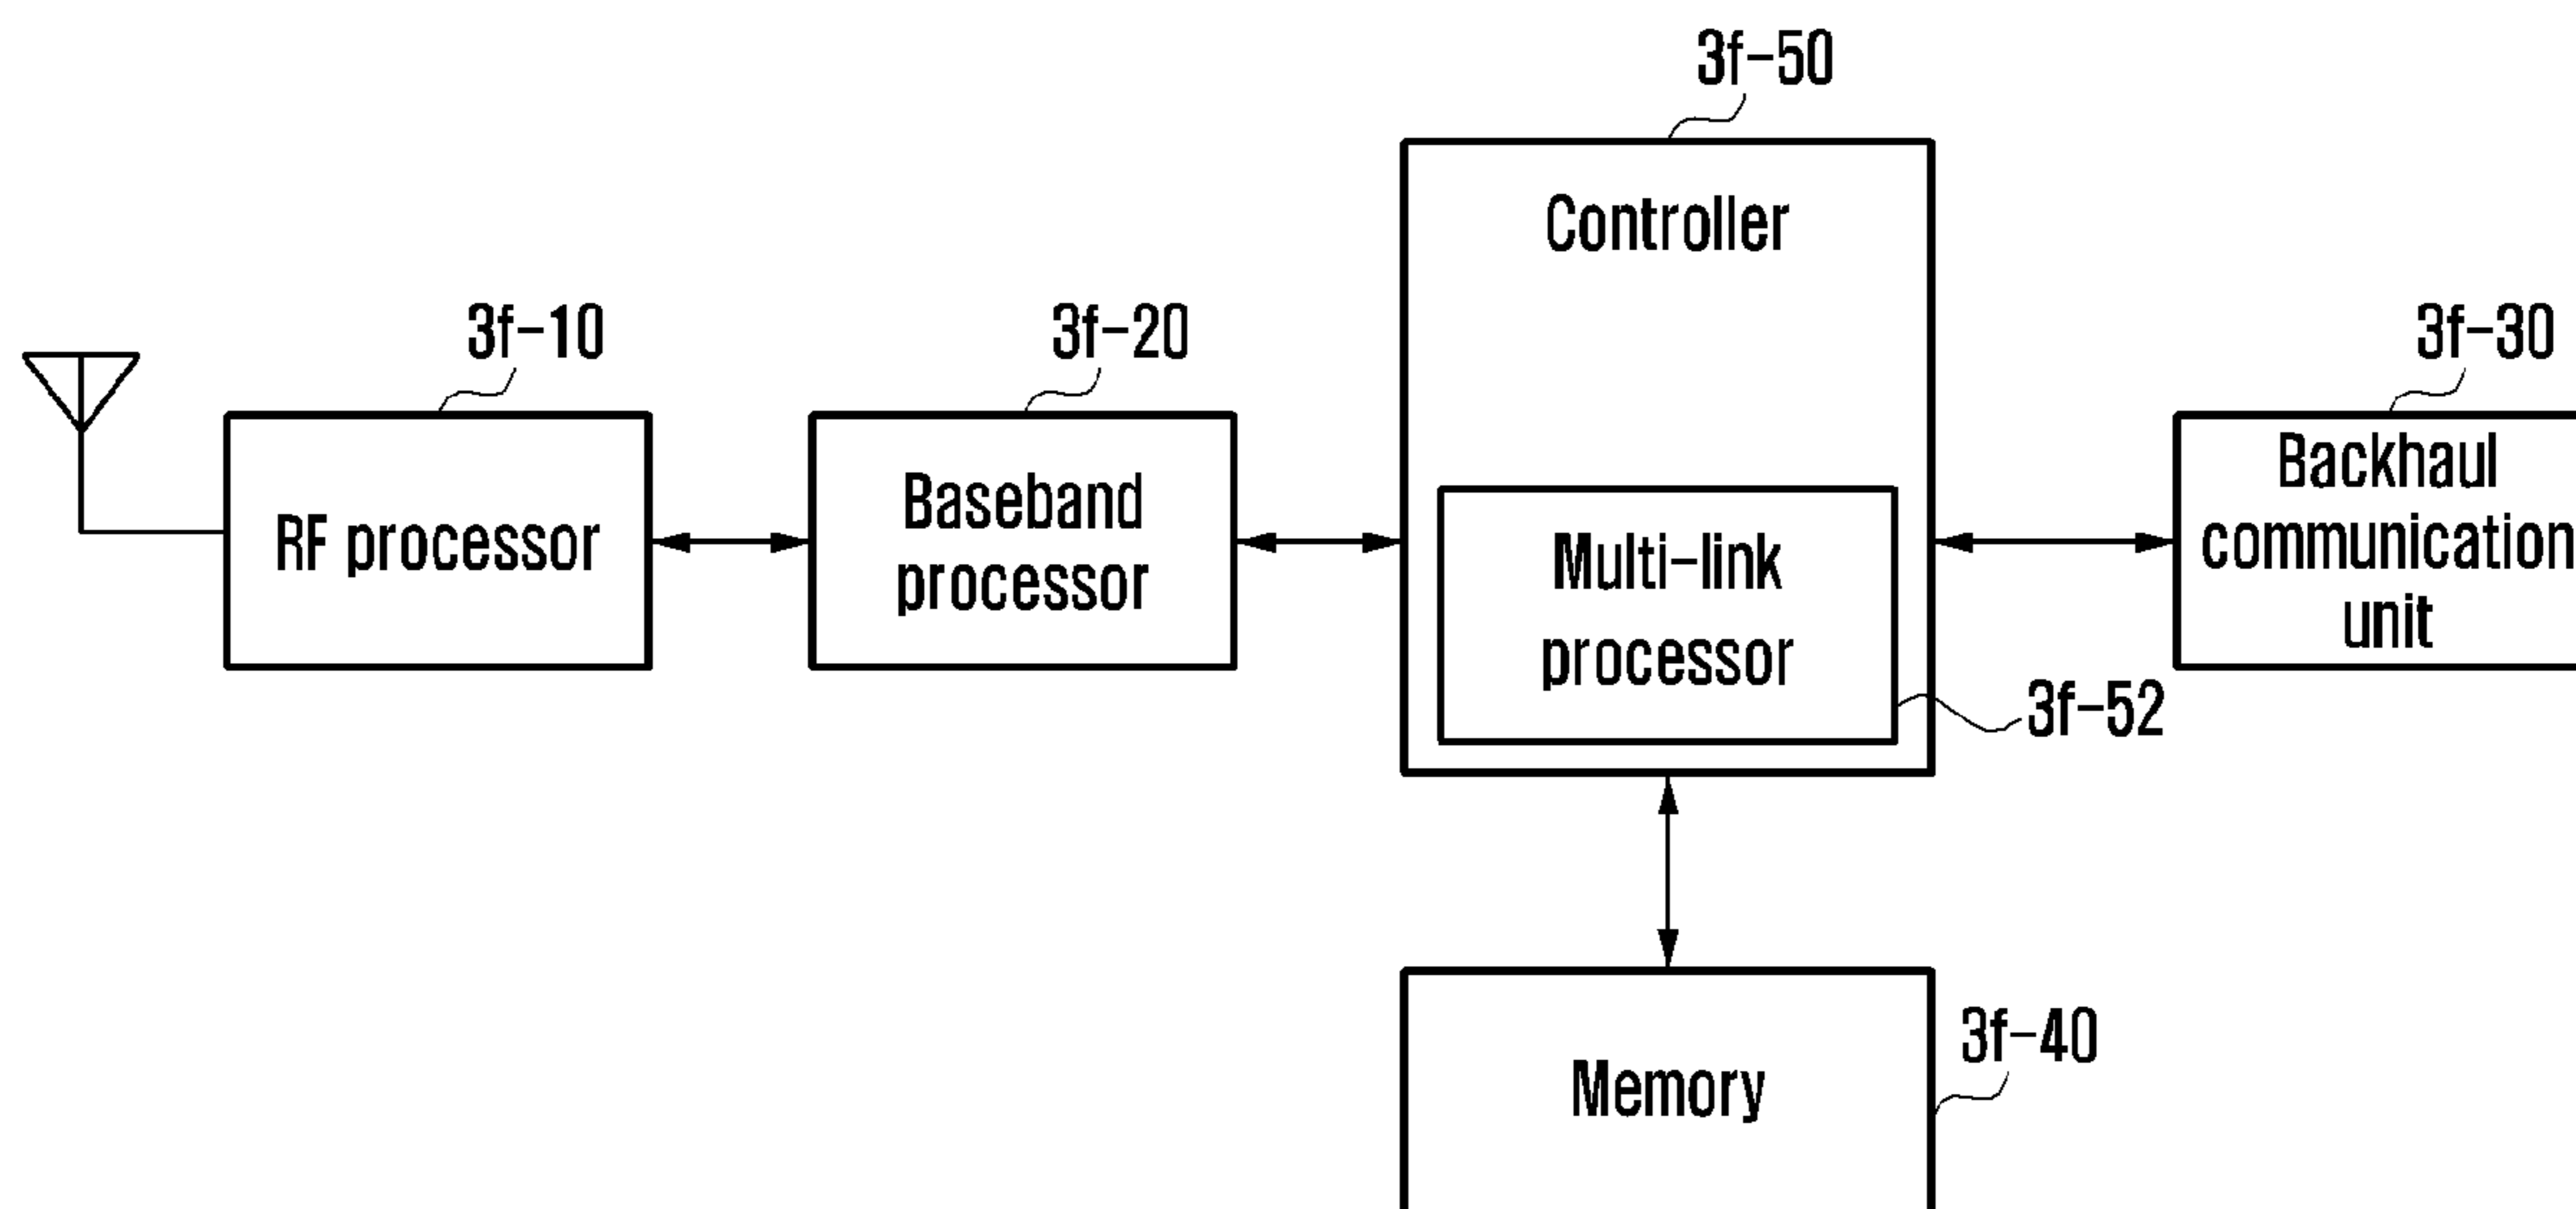 3f-50
Controller
3f-10
3f-20
3f-30
RF processor
Baseband
processor
Multi-link
processor
Backhaul
communication
unit
3f-52
3f-40
Memory